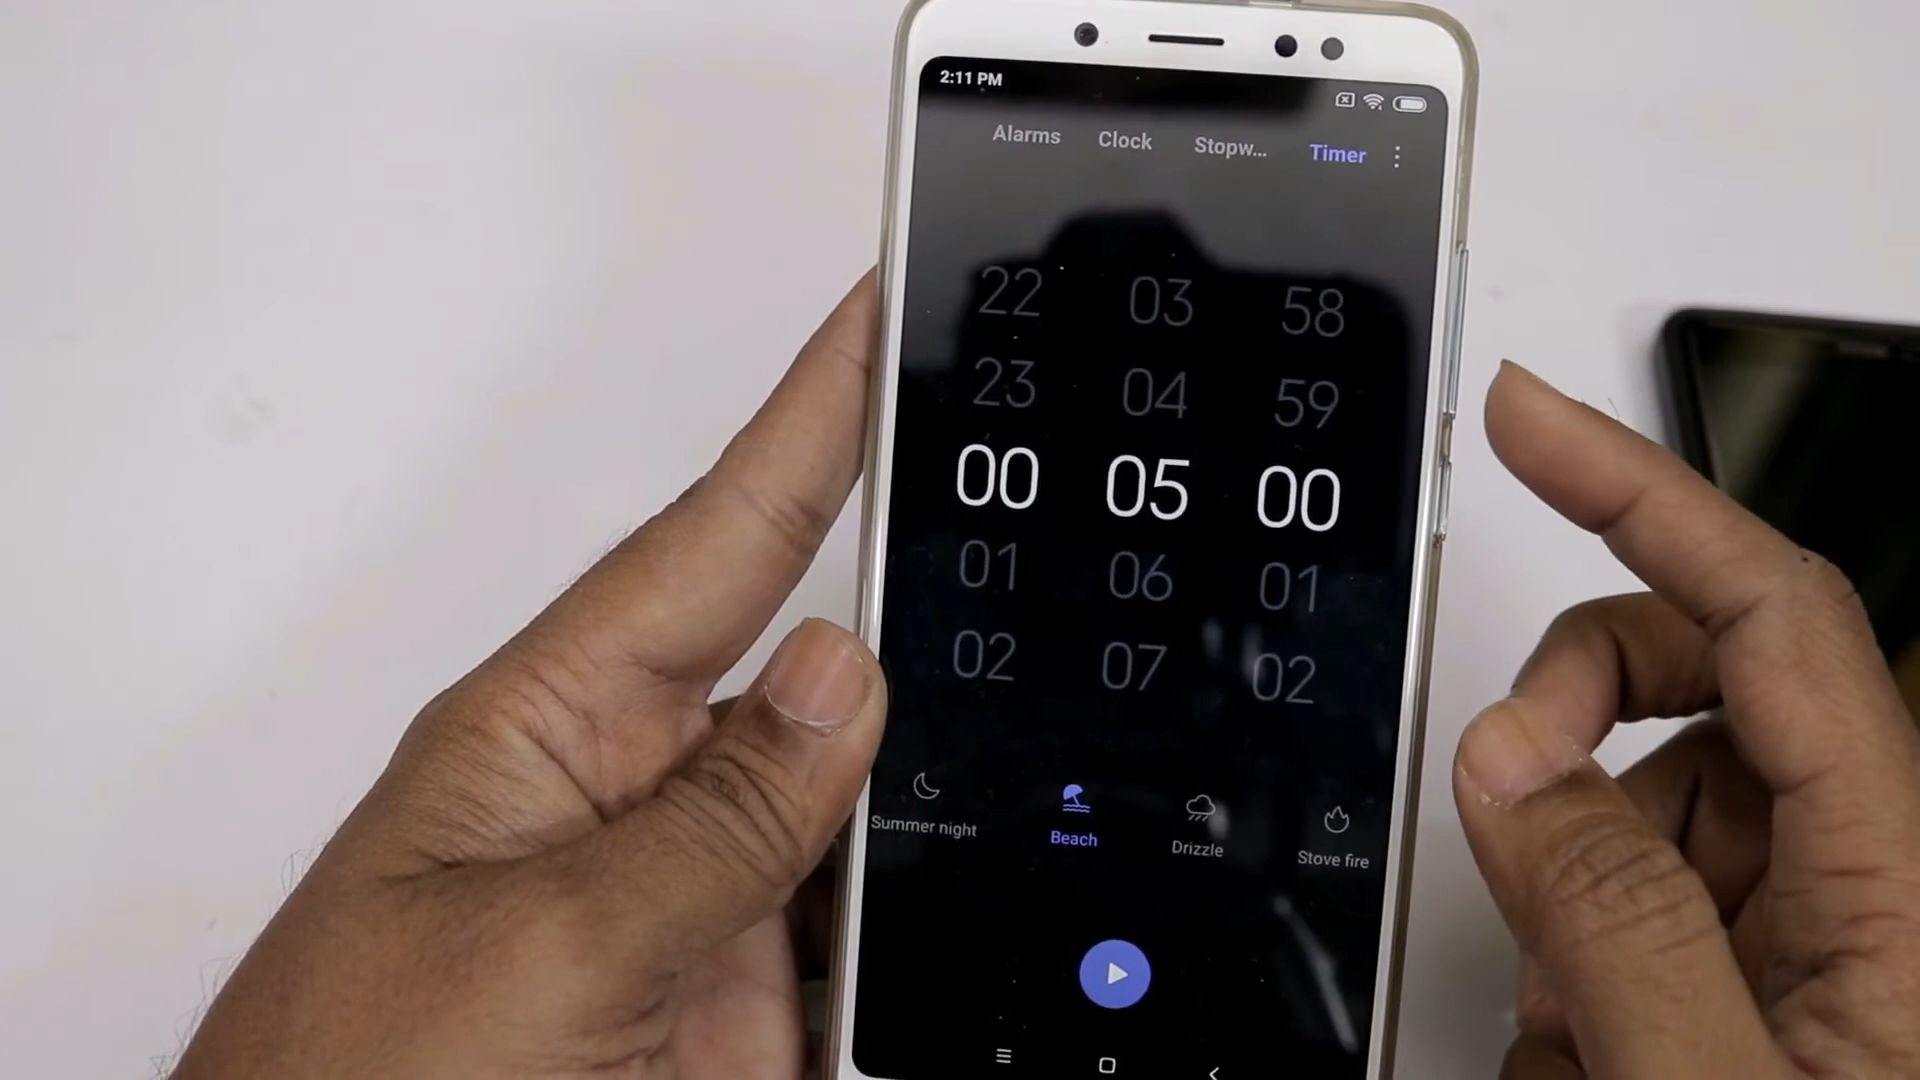 2:11 PM
Alarms Clock Stopw... Timer
22 03 58
23 04 59
00 05 00
01 06 01
02 07 02
Summer night Beach Drizzle Stove fire